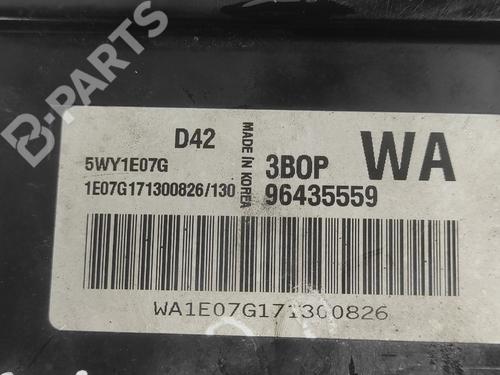 B-PARTS
D42
MADE IN KOREA
WA
5WY1E07G
3BOP
1E07G171300826/130
96435559
WA1E07G171300826